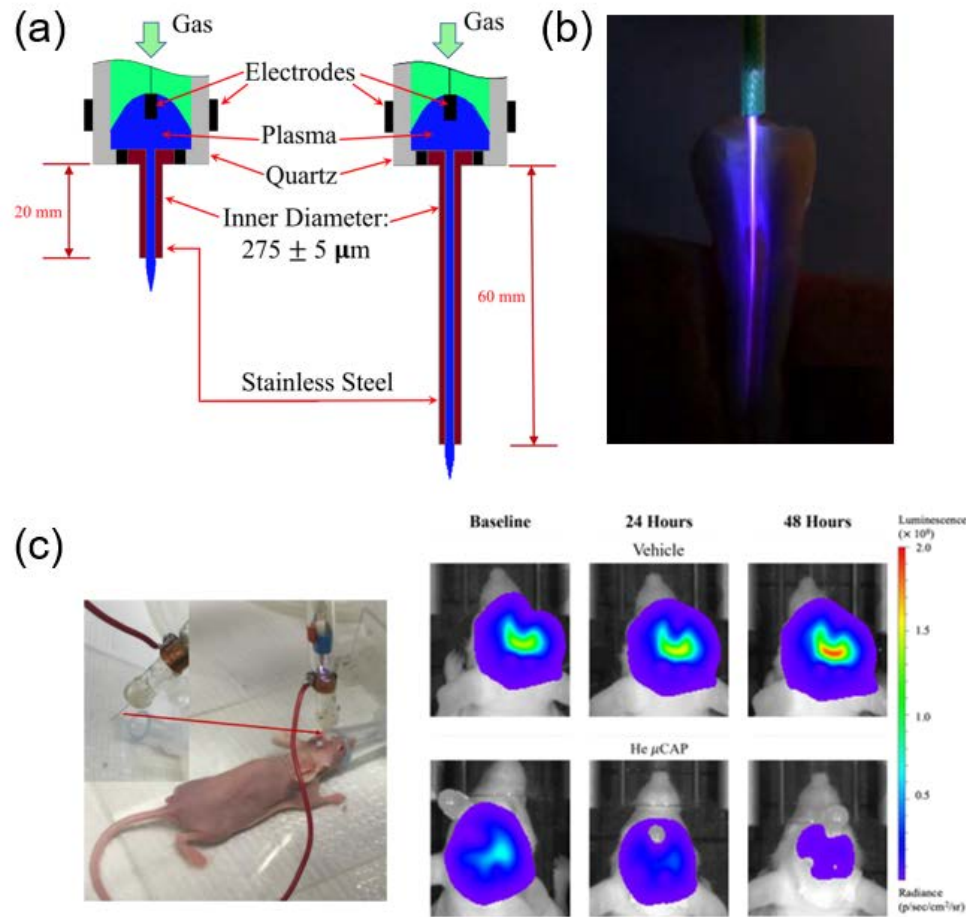 (a)
Gas
Gas
Electrodes
Plasma
Quartz
20 mm
Inner Diameter:
275 ± 5 μm
60 mm
Stainless Steel
(b)
(c)
Baseline
24 Hours
48 Hours
Luminescence
(× 10⁶)
Vehicle
2.0
1.5
1.0
He μCAP
0.5
Radiance
(p/sec/cm²/sr)